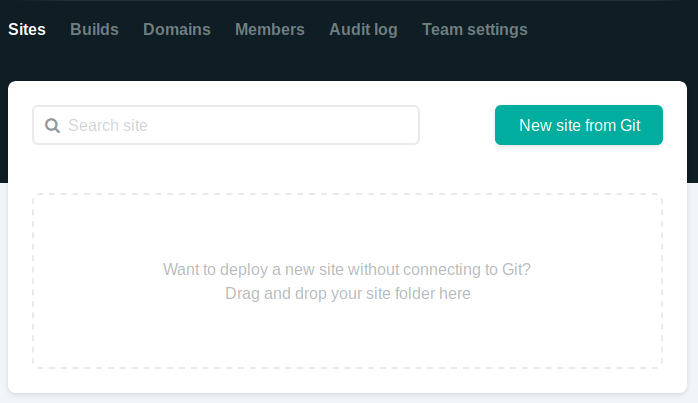 Sites Builds Domains Members Audit log Team settings
Search site
New site from Git
Want to deploy a new site without connecting to Git?
Drag and drop your site folder here